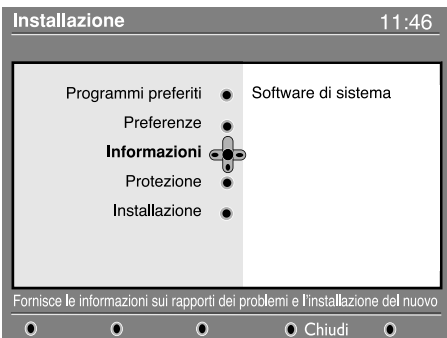 Installazione 11:46
Programmi preferiti Software di sistema
Preferenze
Informazioni
Protezione
Installazione
Fornisce le informazioni sui rapporti dei problemi e l'installazione del nuovo
Chiudi